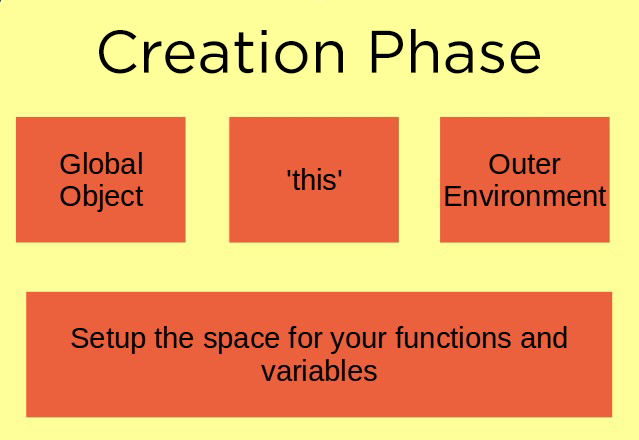 Creation Phase
Global
Object
'this'
Outer
Environment
Setup the space for your functions and
variables